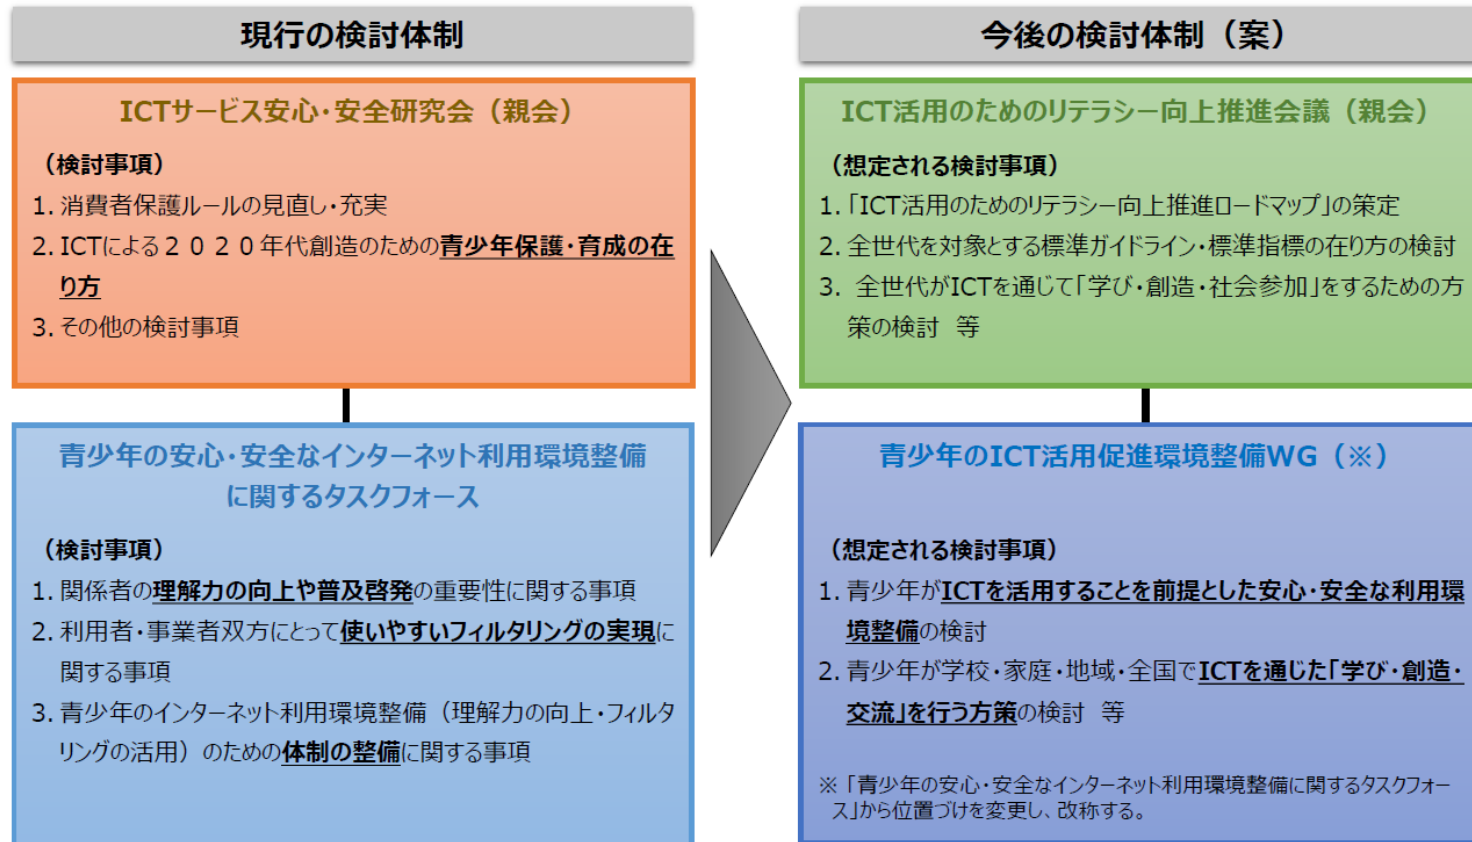 現行の検討体制
ICTサービス安心・安全研究会（親会）
（検討事項）
1. 消費者保護ルールの見直し・充実
2. ICTによる２０２０年代創造のための青少年保護・育成の在
り方
3. その他の検討事項
青少年の安心・安全なインターネット利用環境整備
に関するタスクフォース
（検討事項）
1. 関係者の理解力の向上や普及啓発の重要性に関する事項
2. 利用者・事業者双方にとって使いやすいフィルタリングの実現に
関する事項
3. 青少年のインターネット利用環境整備（理解力の向上・フィルタ
リングの活用）のための体制の整備に関する事項
今後の検討体制（案）
ICT活用のためのリテラシー向上推進会議（親会）
（想定される検討事項）
1.「ICT活用のためのリテラシー向上推進ロードマップ」の策定
2. 全世代を対象とする標準ガイドライン・標準指標の在り方の検討
3. 全世代がICTを通じて「学び・創造・社会参加」をするための方
策の検討 等
青少年のICT活用促進環境整備WG（※）
（想定される検討事項）
1. 青少年がICTを活用することを前提とした安心・安全な利用環
境整備の検討
2. 青少年が学校・家庭・地域・全国でICTを通じた「学び・創造・
交流」を行う方策の検討 等
※「青少年の安心・安全なインターネット利用環境整備に関するタスクフォー
ス」から位置づけを変更し、改称する。